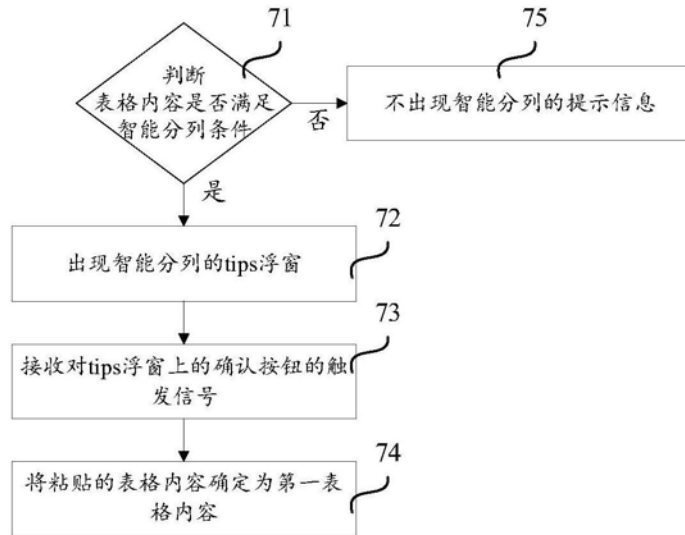 71
75
判断
表格内容是否满足
智能分列条件
否
不出现智能分列的提示信息
是
72
出现智能分列的tips浮窗
73
接收对tips浮窗上的确认按钮的触
发信号
74
将粘贴的表格内容确定为第一表
格内容